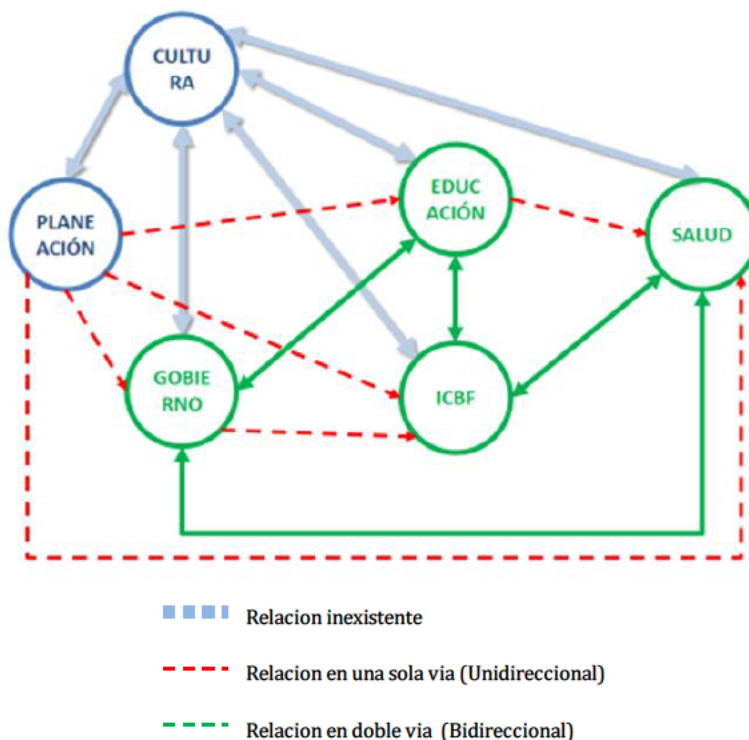 CULTU
RA
EDUC
ACIÓN
PLANE
ACIÓN
SALUD
GOBIE
RNO
ICBF
Relacion inexistente
Relacion en una sola via (Unidireccional)
Relacion en doble via (Bidireccional)